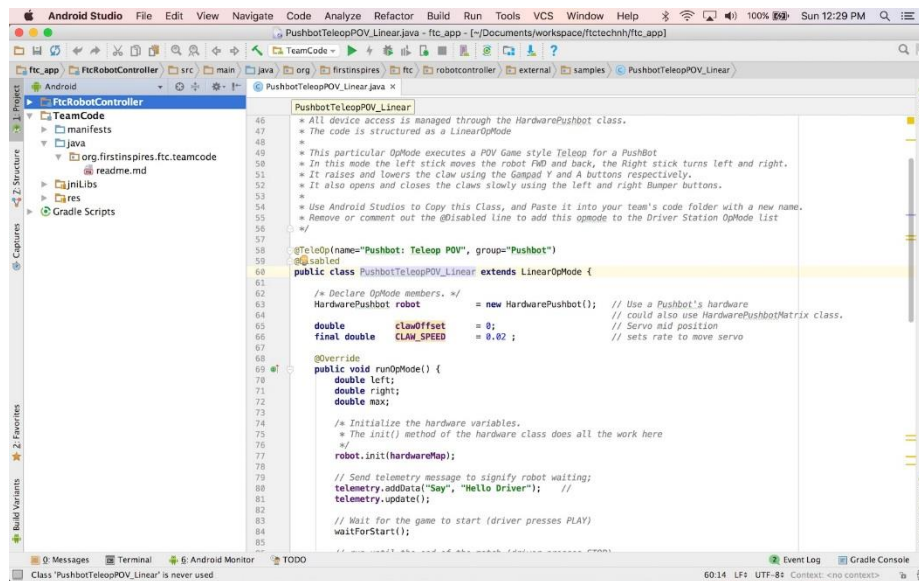 Android Studio File Edit View Navigate Code Analyze Refactor Build Run Tools VCS Window Help 100% Sun 12:29 PM
PushbotTeleopPOV_Linear.java - ftc_app - [~/Documents/workspace/ftctechnh/ftc_app]
TeamCode
ftc_app FtcRobotController src main java org firstinspires ftc robotcontroller external samples PushbotTeleopPOV_Linear
Android
PushbotTeleopPOV_Linear.java ×
1: Project
Z: Structure
Captures
2: Favorites
Build Variants
FtcRobotController
TeamCode
manifests
java
org.firstinspires.ftc.teamcode
readme.md
jniLibs
res
Gradle Scripts
PushbotTeleopPOV_Linear
46 * All device access is managed through the HardwarePushbot class.
47 * The code is structured as a LinearOpMode
48 *
49 * This particular OpMode executes a POV Game style Teleop for a PushBot
50 * In this mode the left stick moves the robot FWD and back, the Right stick turns left and right.
51 * It raises and lowers the claw using the Gampad Y and A buttons respectively.
52 * It also opens and closes the claws slowly using the left and right Bumper buttons.
53 *
54 * Use Android Studios to Copy this Class, and Paste it into your team's code folder with a new name.
55 * Remove or comment out the @Disabled line to add this opmode to the Driver Station OpMode list
56 */
57
58 @TeleOp(name="Pushbot: Teleop POV", group="Pushbot")
59 @Disabled
60 public class PushbotTeleopPOV_Linear extends LinearOpMode {
61
62 /* Declare OpMode members. */
63 HardwarePushbot robot = new HardwarePushbot(); // Use a Pushbot's hardware
64 // could also use HardwarePushbotMatrix class.
65 double clawOffset = 0; // Servo mid position
66 final double CLAW_SPEED = 0.02 ; // sets rate to move servo
67
68 @Override
69 public void runOpMode() {
70 double left;
71 double right;
72 double max;
73
74 /* Initialize the hardware variables.
75 * The init() method of the hardware class does all the work here
76 */
77 robot.init(hardwareMap);
78
79 // Send telemetry message to signify robot waiting;
80 telemetry.addData("Say", "Hello Driver"); //
81 telemetry.update();
82
83 // Wait for the game to start (driver presses PLAY)
84 waitForStart();
85
0: Messages Terminal 6: Android Monitor TODO Event Log Gradle Console
Class 'PushbotTeleopPOV_Linear' is never used 60:14 LF÷ UTF-8÷ Context: <no context>